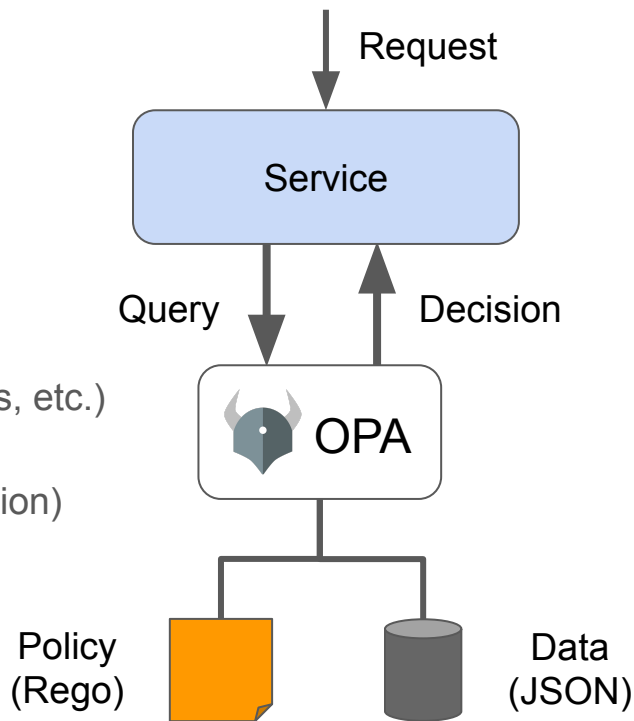 Request
Service
Query
Decision
s, etc.)
OPA
ion)
Policy
(Rego)
Data
(JSON)